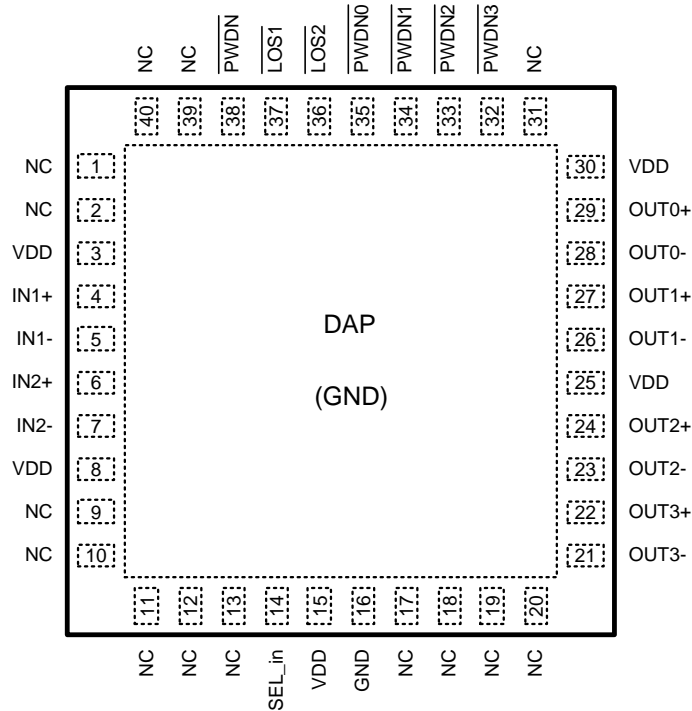 NC
NC
PWDN
LOS1
LOS2
PWDN0
PWDN1
PWDN2
PWDN3
NC
40
39
38
37
36
35
34
33
32
31
NC 1
NC 2
VDD 3
IN1+ 4
IN1- 5
IN2+ 6
IN2- 7
VDD 8
NC 9
NC 10
DAP
(GND)
30 VDD
29 OUT0+
28 OUT0-
27 OUT1+
26 OUT1-
25 VDD
24 OUT2+
23 OUT2-
22 OUT3+
21 OUT3-
11
12
13
14
15
16
17
18
19
20
NC
NC
NC
SEL_in
VDD
GND
NC
NC
NC
NC